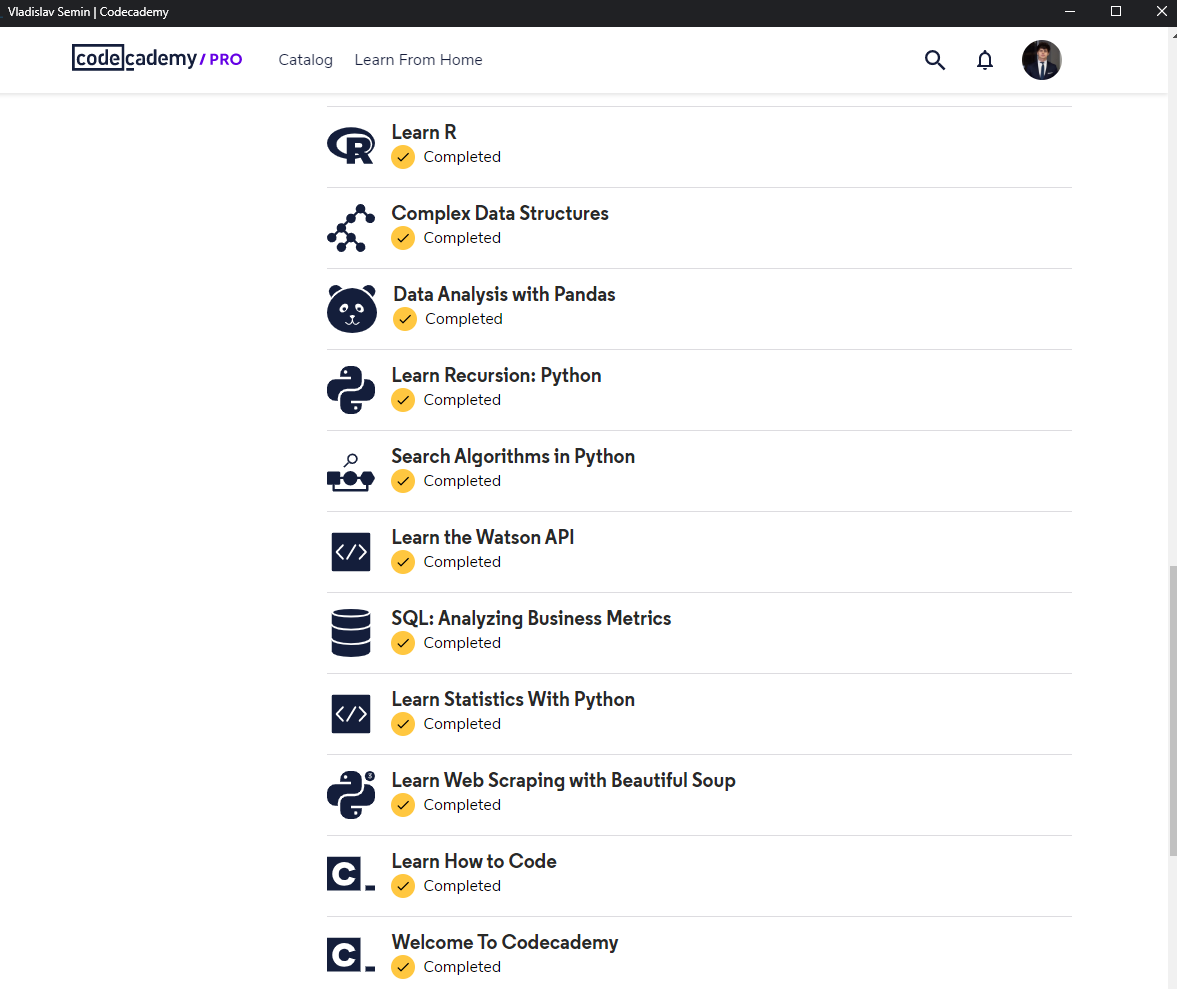 Vladislav Semin | Codecademy
codecademy / PRO
Catalog
Learn From Home
Learn R
Completed
Complex Data Structures
Completed
Data Analysis with Pandas
Completed
Learn Recursion: Python
Completed
Search Algorithms in Python
Completed
Learn the Watson API
Completed
SQL: Analyzing Business Metrics
Completed
Learn Statistics With Python
Completed
3
Learn Web Scraping with Beautiful Soup
Completed
C_
Learn How to Code
Completed
C_
Welcome To Codecademy
Completed